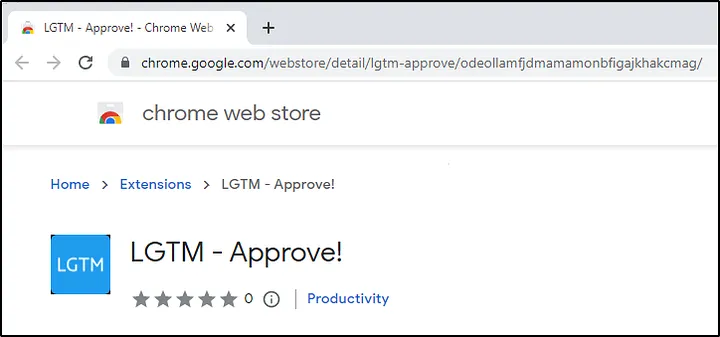 LGTM - Approve! - Chrome Web
chrome.google.com/webstore/detail/lgtm-approve/odeollamfjdmamamonbfigajkhakcmag/
chrome web store
Home > Extensions > LGTM - Approve!
LGTM
LGTM - Approve!
0 Productivity